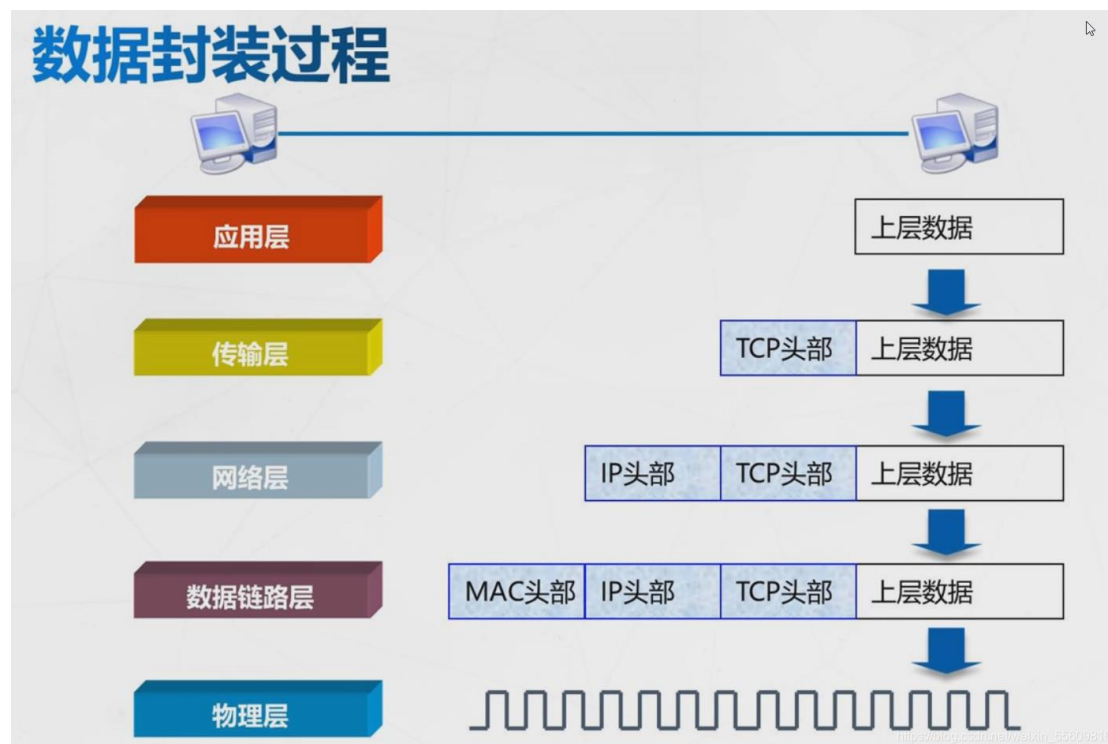 数据封装过程
应用层
上层数据
传输层
TCP头部 上层数据
网络层
IP头部 TCP头部 上层数据
数据链路层
MAC头部 IP头部 TCP头部 上层数据
物理层